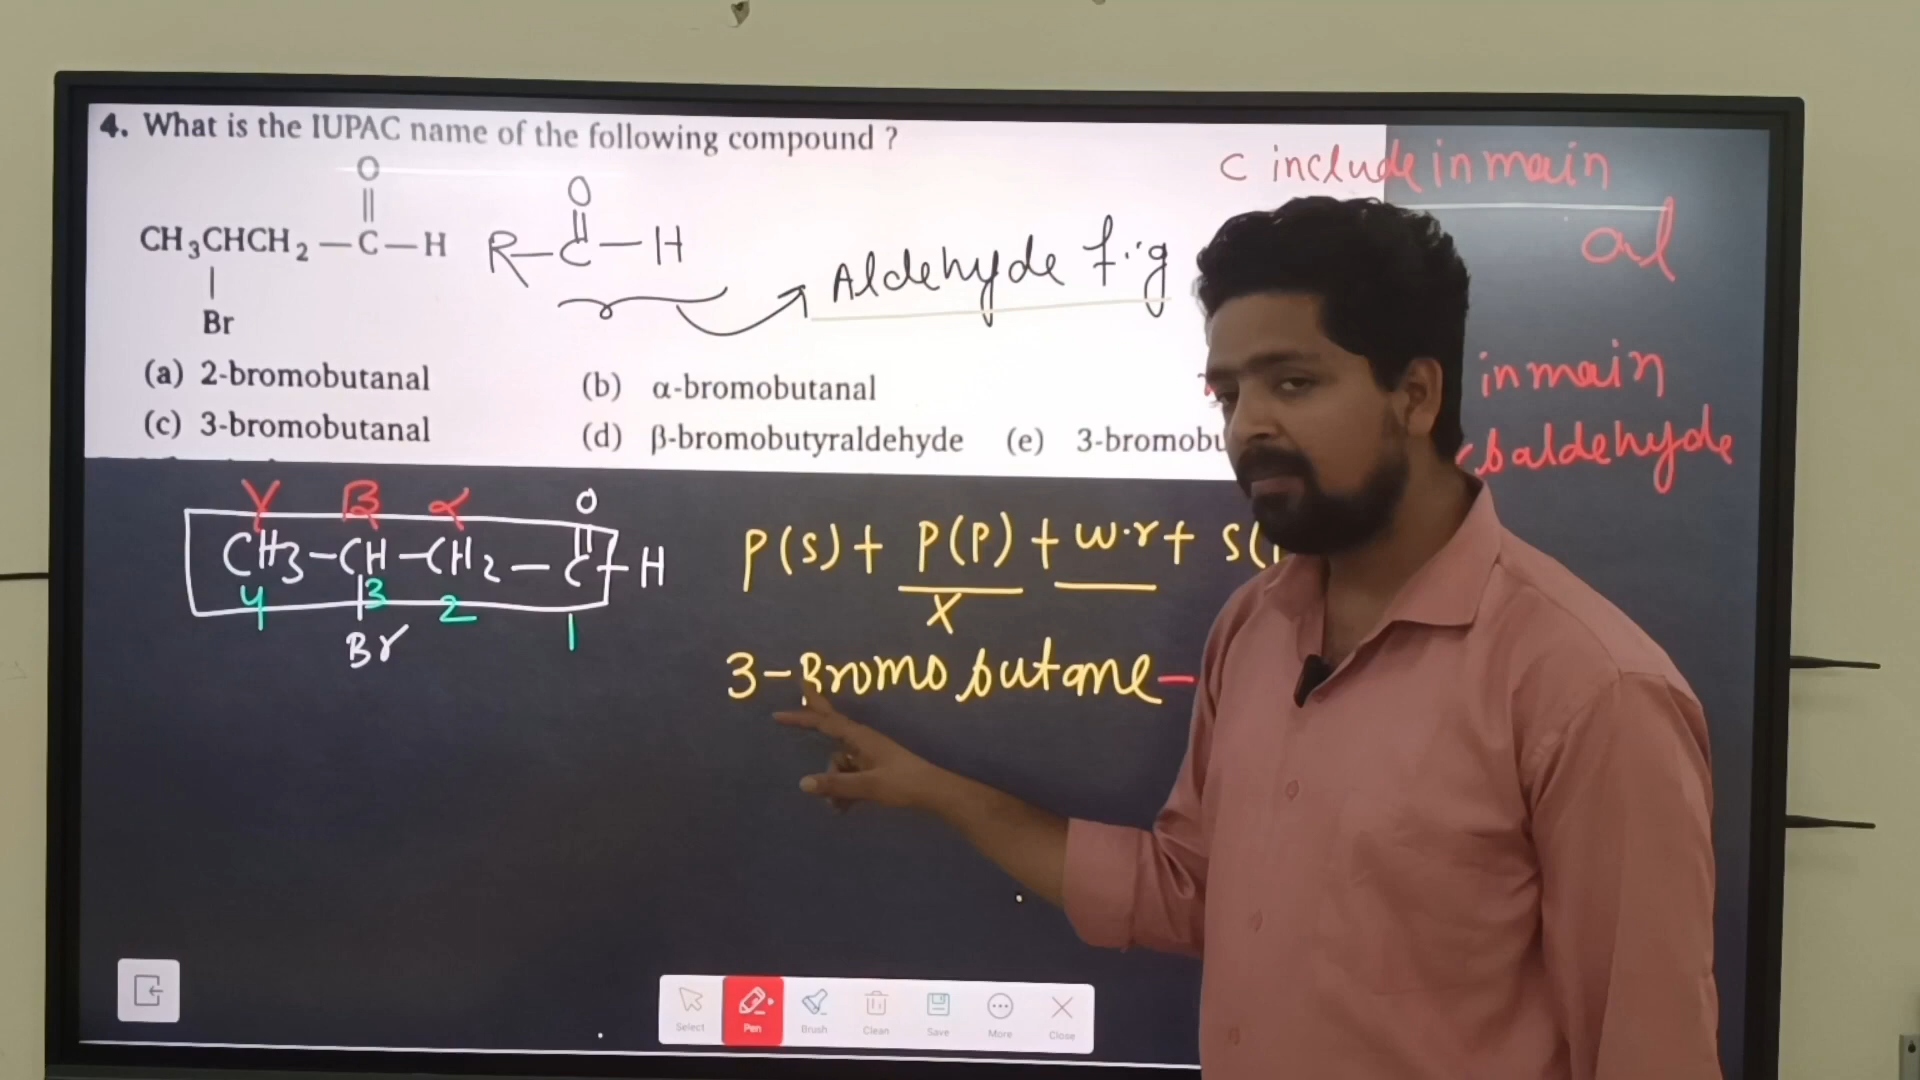 4. What is the IUPAC name of the following compound ?
O
CH3CHCH2 — C — H
Br
O
R—C—H
Aldehyde f.g
C include in main
al
(a) 2-bromobutanal
(b) α-bromobutanal
in main
(c) 3-bromobutanal
(d) β-bromobutyraldehyde
(e) 3-bromobu
baldehyde
γ β α O
CH3—CH—CH2—C—H
4 3 2 1
Br
P(s)+ P(P)+w.r+ S(
X
3-Bromobutane-
Select Pen Brush Clean Save More Close